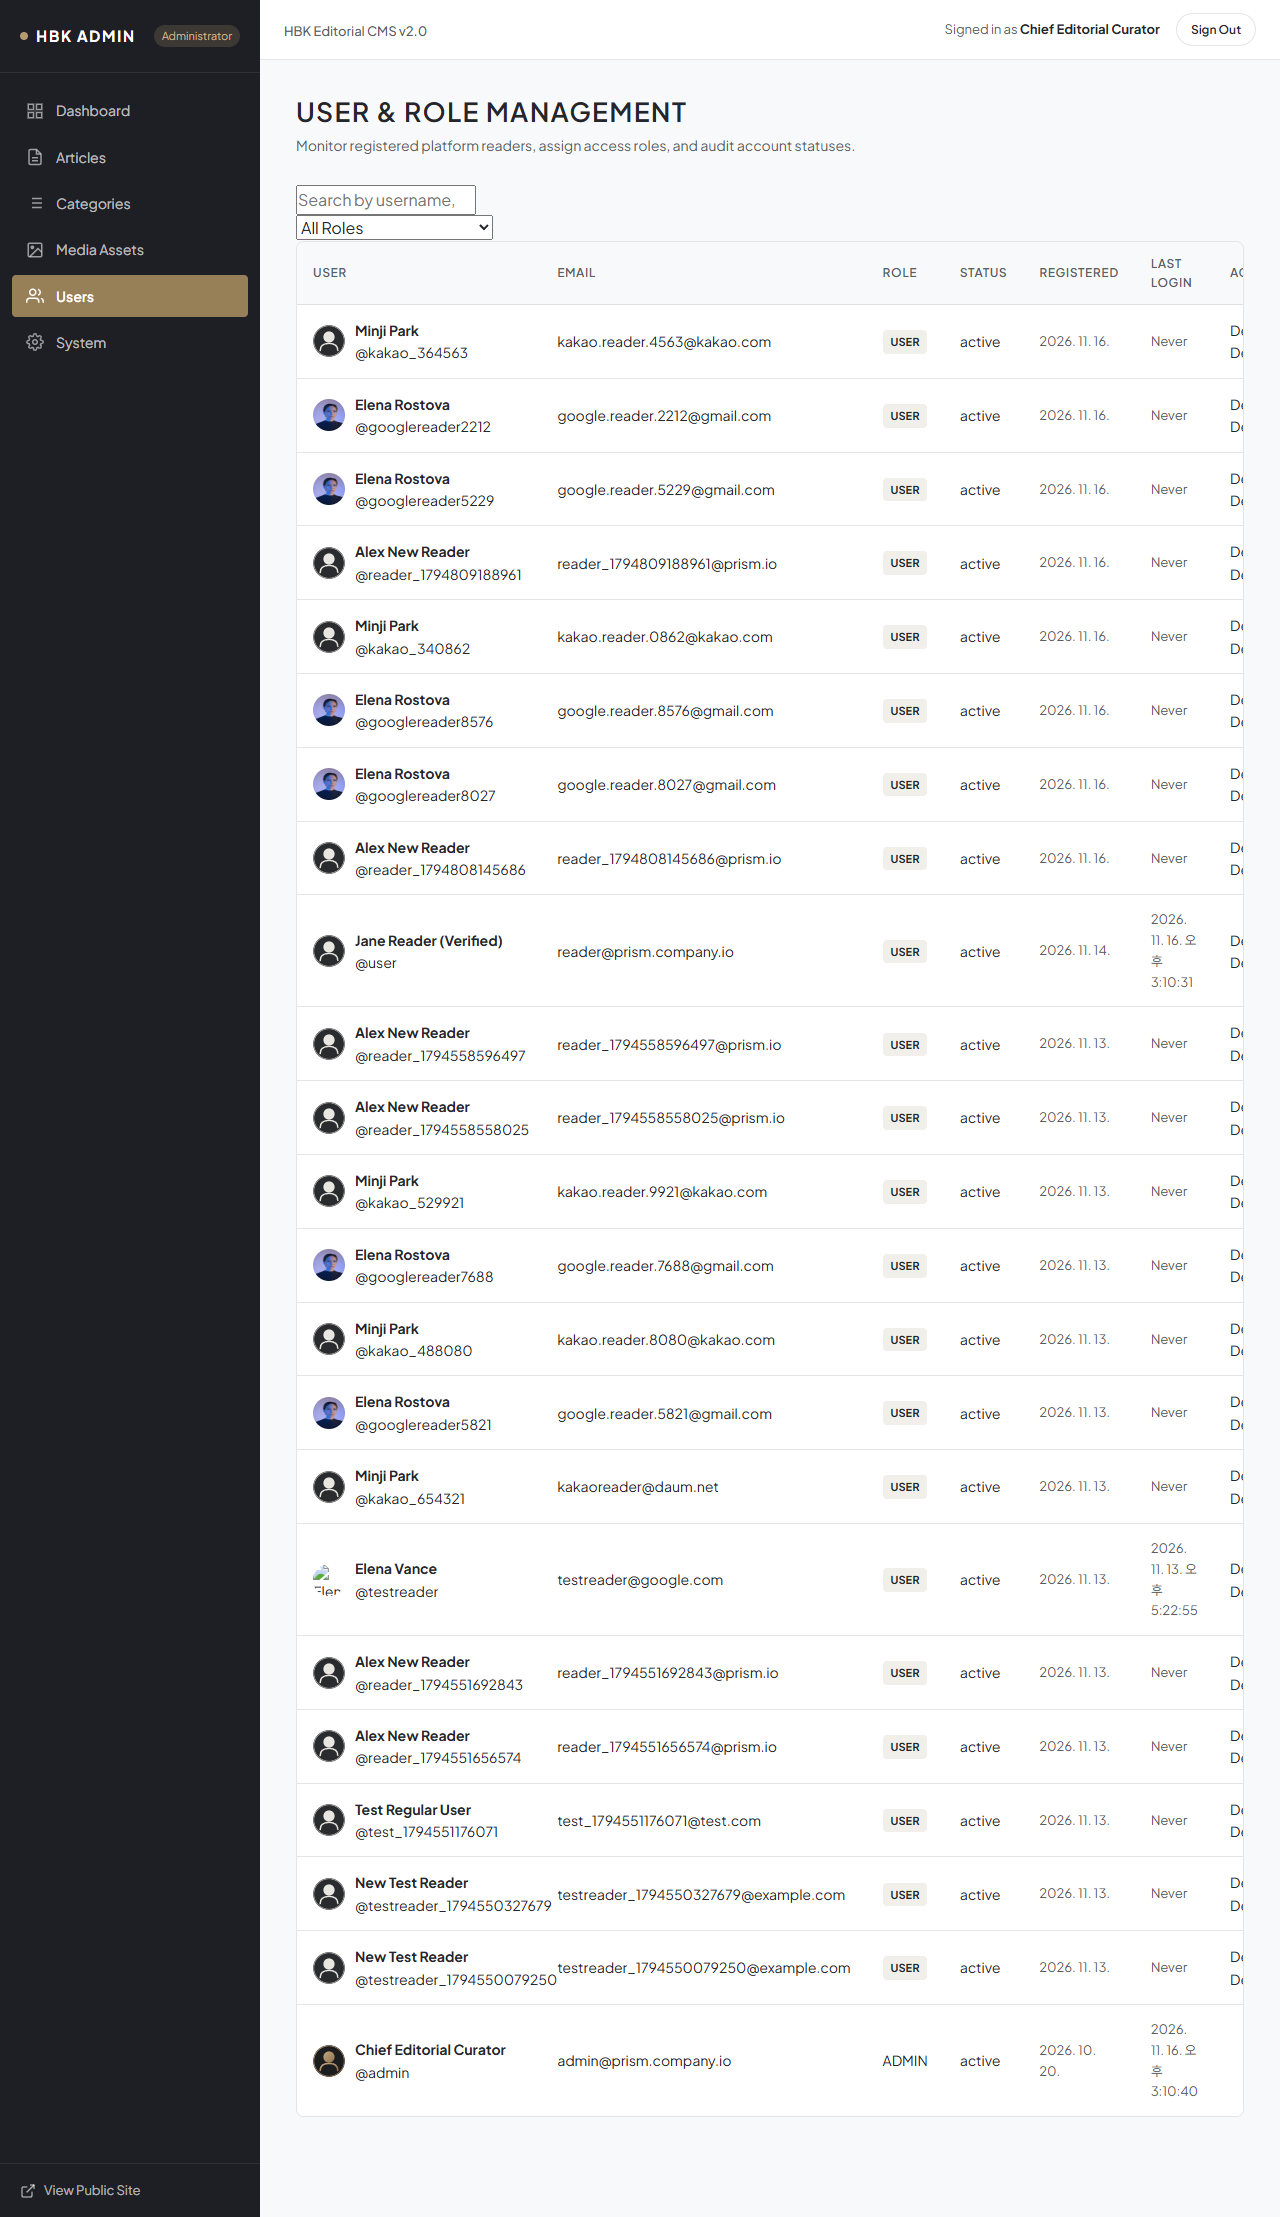 HBK ADMIN
Administrator
Dashboard
Articles
Categories
Media Assets
Users
System
View Public Site
HBK Editorial CMS v2.0
Signed in as Chief Editorial Curator
Sign Out
USER & ROLE MANAGEMENT
Monitor registered platform readers, assign access roles, and audit account statuses.
Search by username,
All Roles
USER EMAIL ROLE STATUS REGISTERED LAST LOGIN
Minji Park
@kakao_364563 kakao.reader.4563@kakao.com USER active 2026. 11. 16. Never
Elena Rostova
@googlereader2212 google.reader.2212@gmail.com USER active 2026. 11. 16. Never
Elena Rostova
@googlereader5229 google.reader.5229@gmail.com USER active 2026. 11. 16. Never
Alex New Reader
@reader_1794809188961 reader_1794809188961@prism.io USER active 2026. 11. 16. Never
Minji Park
@kakao_340862 kakao.reader.0862@kakao.com USER active 2026. 11. 16. Never
Elena Rostova
@googlereader8576 google.reader.8576@gmail.com USER active 2026. 11. 16. Never
Elena Rostova
@googlereader8027 google.reader.8027@gmail.com USER active 2026. 11. 16. Never
Alex New Reader
@reader_1794808145686 reader_1794808145686@prism.io USER active 2026. 11. 16. Never
Jane Reader (Verified)
@user reader@prism.company.io USER active 2026. 11. 14. 2026. 11. 16. 오후 3:10:31
Alex New Reader
@reader_1794558596497 reader_1794558596497@prism.io USER active 2026. 11. 13. Never
Alex New Reader
@reader_1794558558025 reader_1794558558025@prism.io USER active 2026. 11. 13. Never
Minji Park
@kakao_529921 kakao.reader.9921@kakao.com USER active 2026. 11. 13. Never
Elena Rostova
@googlereader7688 google.reader.7688@gmail.com USER active 2026. 11. 13. Never
Minji Park
@kakao_488080 kakao.reader.8080@kakao.com USER active 2026. 11. 13. Never
Elena Rostova
@googlereader5821 google.reader.5821@gmail.com USER active 2026. 11. 13. Never
Minji Park
@kakao_654321 kakaoreader@daum.net USER active 2026. 11. 13. Never
Elena Vance
@testreader testreader@google.com USER active 2026. 11. 13. 2026. 11. 13. 오후 5:22:55
Alex New Reader
@reader_1794551692843 reader_1794551692843@prism.io USER active 2026. 11. 13. Never
Alex New Reader
@reader_1794551656574 reader_1794551656574@prism.io USER active 2026. 11. 13. Never
Test Regular User
@test_1794551176071 test_1794551176071@test.com USER active 2026. 11. 13. Never
New Test Reader
@testreader_1794550327679 testreader_1794550327679@example.com USER active 2026. 11. 13. Never
New Test Reader
@testreader_1794550079250 testreader_1794550079250@example.com USER active 2026. 11. 13. Never
Chief Editorial Curator
@admin admin@prism.company.io ADMIN active 2026. 10. 20. 2026. 11. 16. 오후 3:10:40